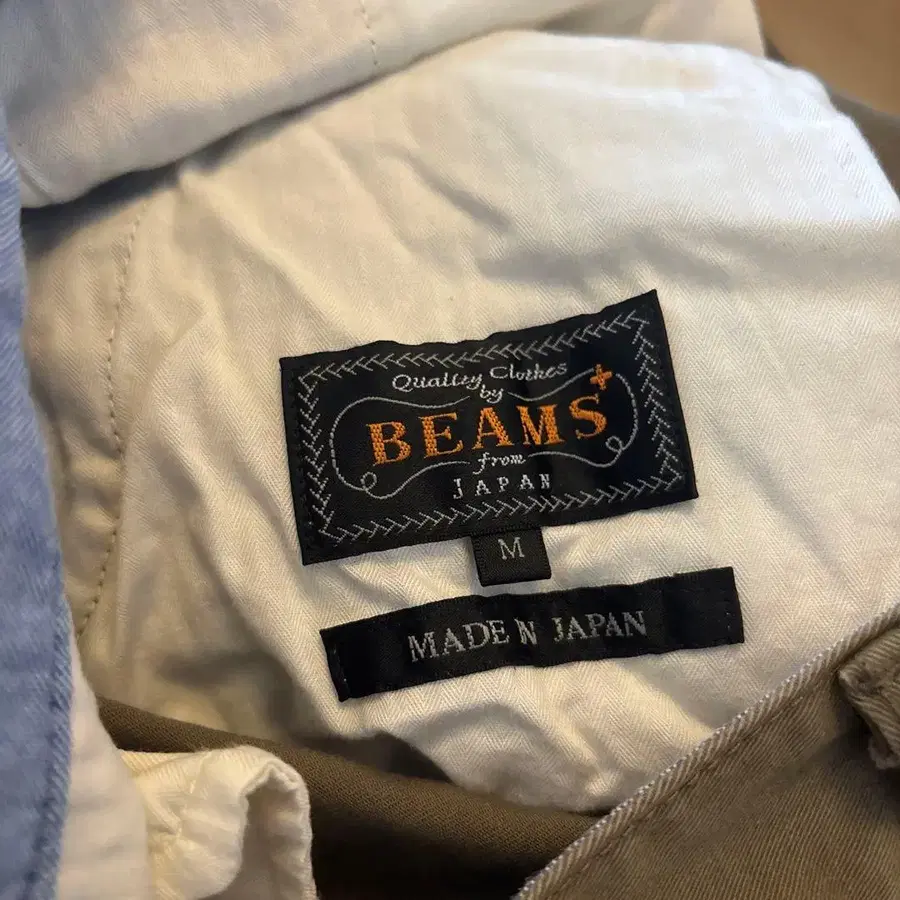 Quality Clothes
by
BEAMS+
from
JAPAN
M
MADE IN JAPAN